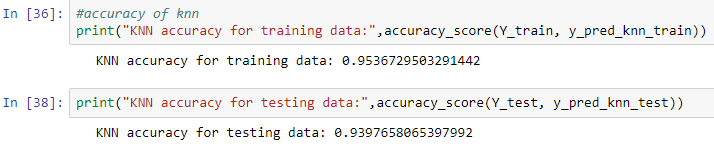 In [36]: #accuracy of knn
print("KNN accuracy for training data:",accuracy_score(Y_train, y_pred_knn_train))
KNN accuracy for training data: 0.9536729503291442
In [38]: print("KNN accuracy for testing data:",accuracy_score(Y_test, y_pred_knn_test))
KNN accuracy for testing data: 0.9397658065397992